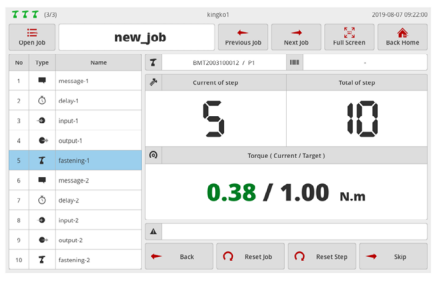 (3/3) kingko1 2019-08-07 09:22:00
Open Job new_job Previous Job Next Job Full Screen Back Home
No Type Name BMT2003100012 / P1 -
1 message-1 Current of step Total of step
2 delay-1
3 input-1 5 10
4 output-1
5 fastening-1 Torque ( Current / Target )
6 message-2
7 delay-2 0.38 / 1.00 N.m
8 input-2
9 output-2
10 fastening-2 Back Reset Job Reset Step Skip